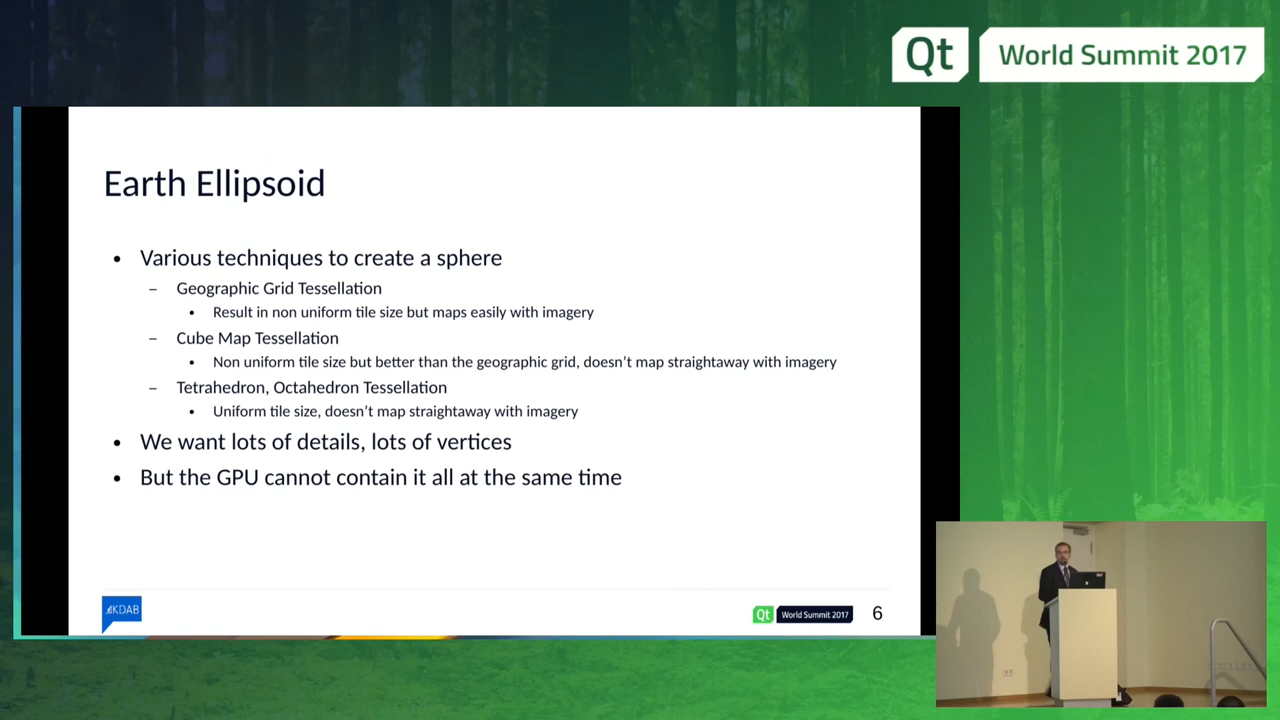 Qt World Summit 2017
Earth Ellipsoid
• Various techniques to create a sphere
– Geographic Grid Tessellation
• Result in non uniform tile size but maps easily with imagery
– Cube Map Tessellation
• Non uniform tile size but better than the geographic grid, doesn't map straightaway with imagery
– Tetrahedron, Octahedron Tessellation
• Uniform tile size, doesn't map straightaway with imagery
• We want lots of details, lots of vertices
• But the GPU cannot contain it all at the same time
KDAB
Qt World Summit 2017
6